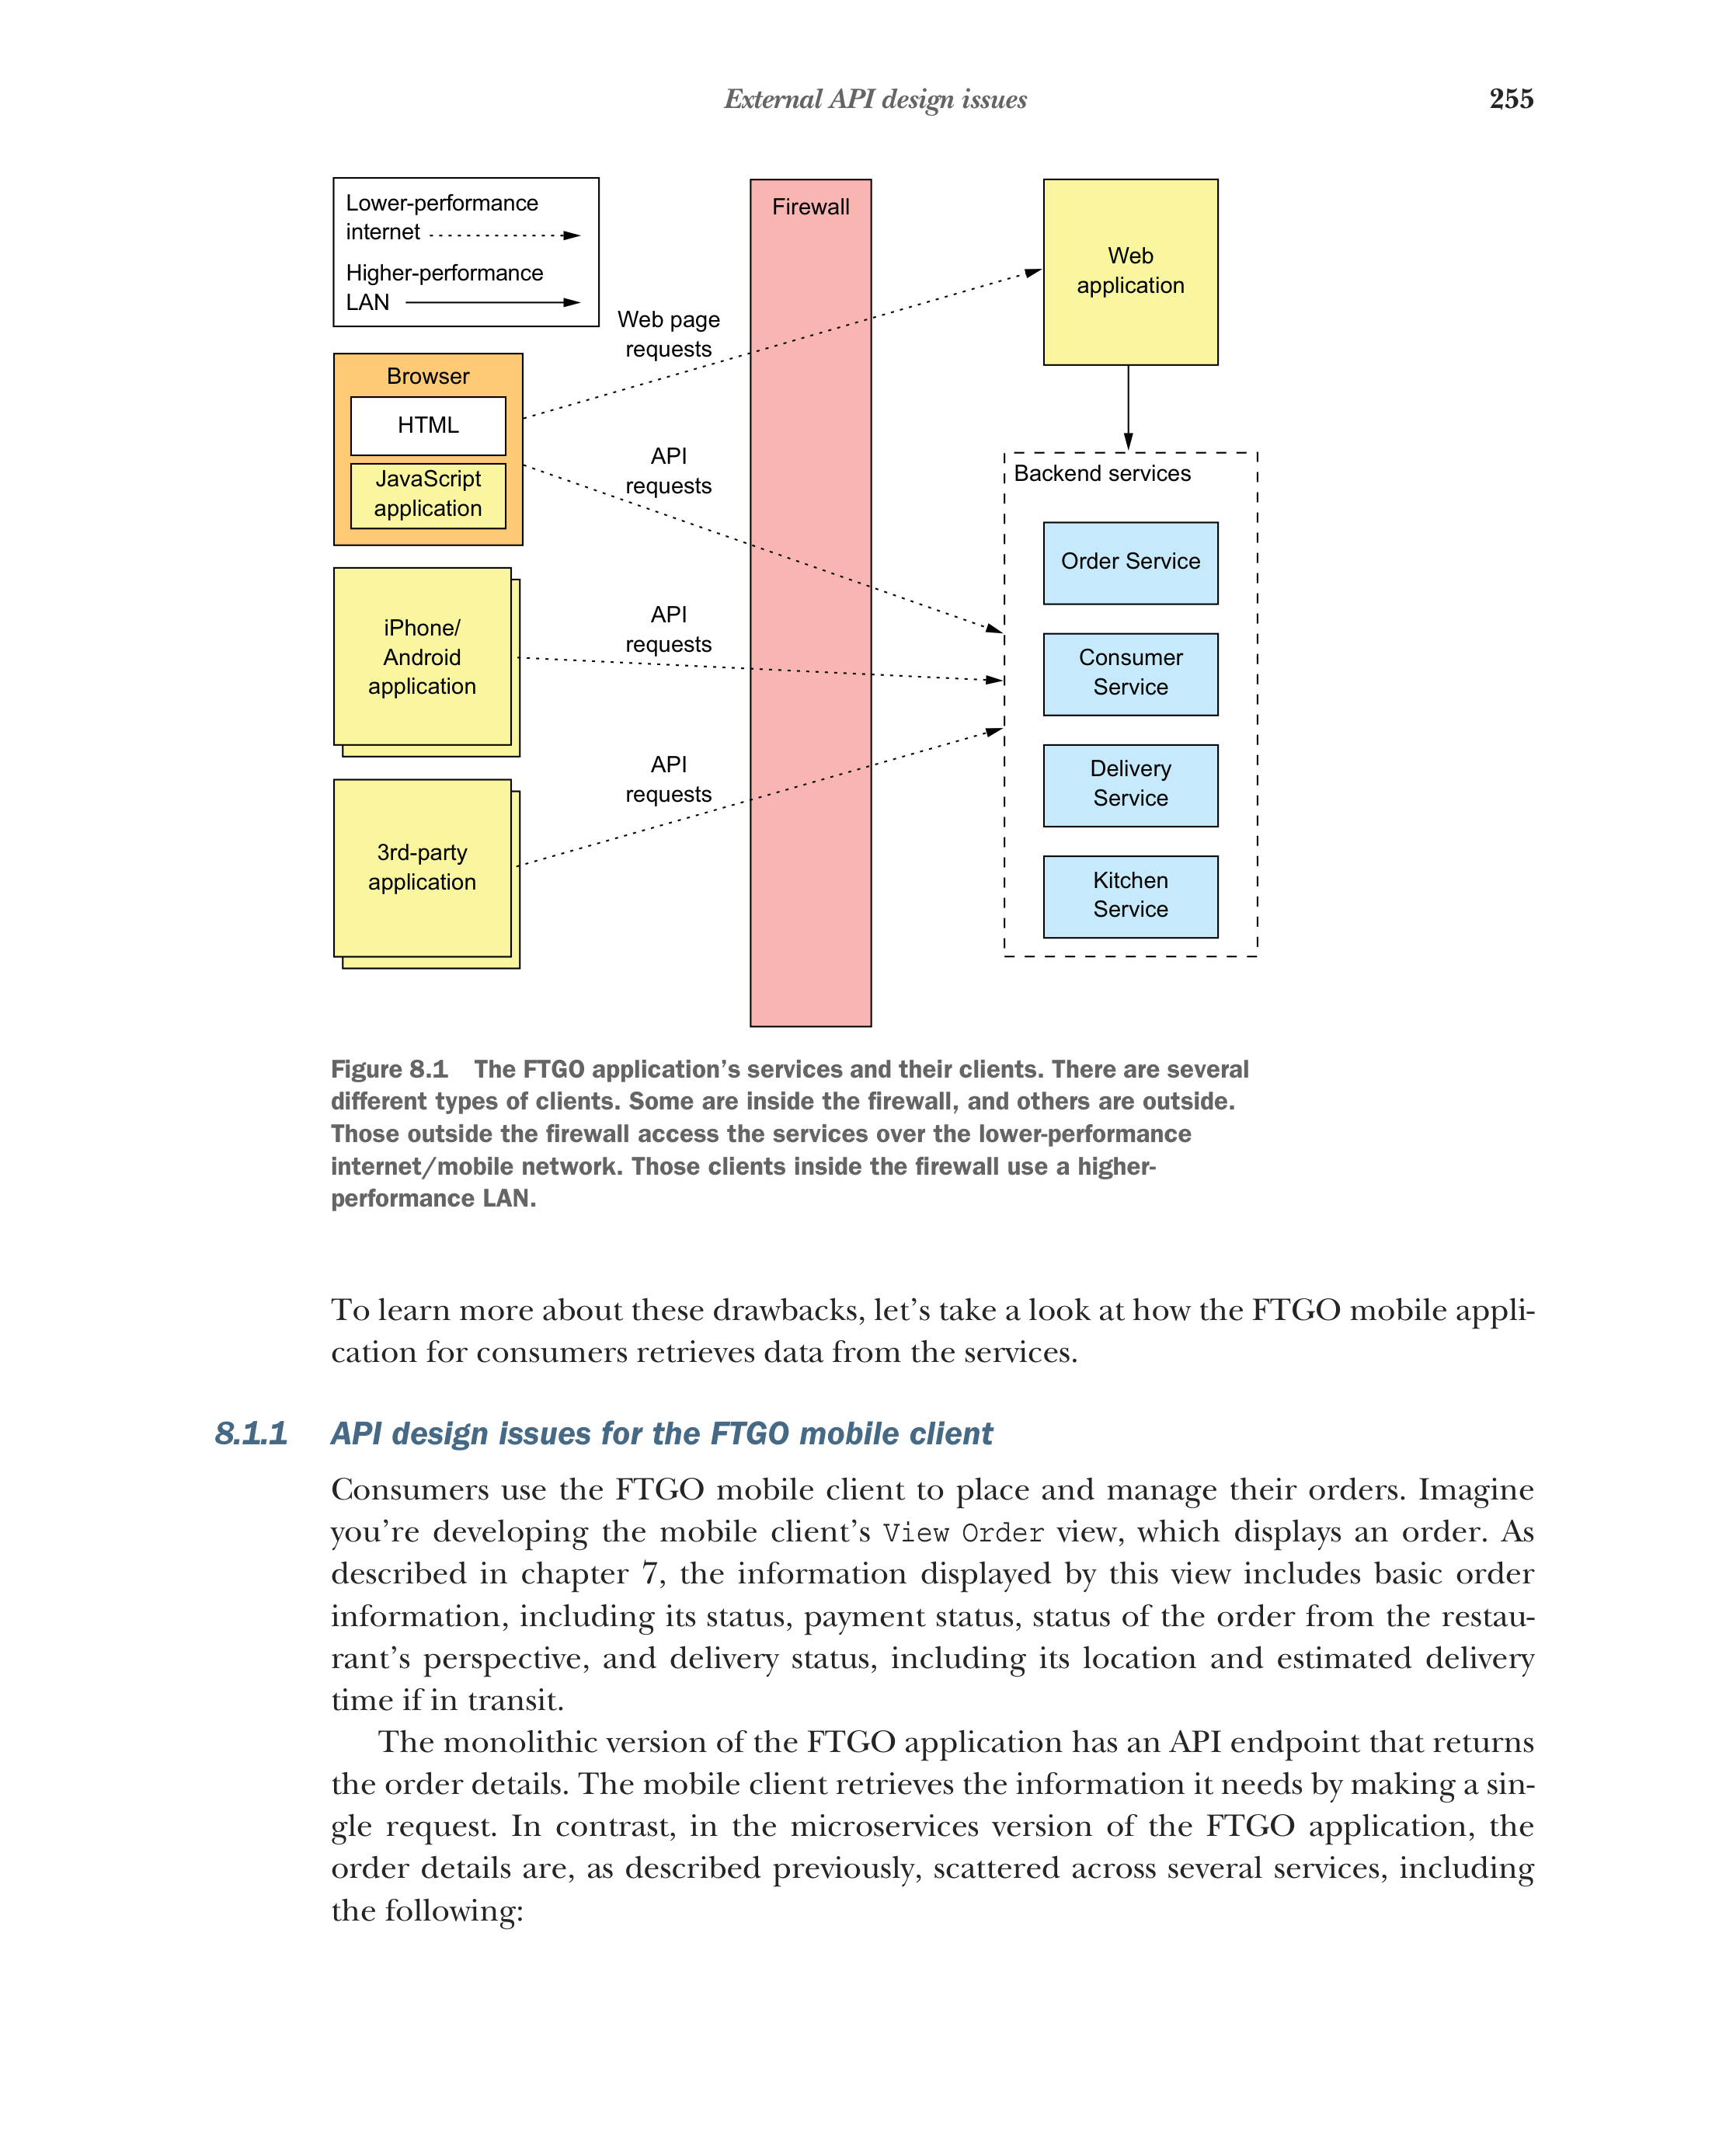 External API design issues
255
Lower-performance
internet
Higher-performance
LAN
Firewall
Web
application
Web page
requests
Browser
HTML
JavaScript
application
API
requests
Backend services
Order Service
iPhone/
Android
application
API
requests
Consumer
Service
Delivery
Service
API
requests
3rd-party
application
Kitchen
Service
Figure 8.1 The FTGO application’s services and their clients. There are several
different types of clients. Some are inside the firewall, and others are outside.
Those outside the firewall access the services over the lower-performance
internet/mobile network. Those clients inside the firewall use a higher-
performance LAN.
To learn more about these drawbacks, let’s take a look at how the FTGO mobile appli-
cation for consumers retrieves data from the services.
8.1.1 API design issues for the FTGO mobile client
Consumers use the FTGO mobile client to place and manage their orders. Imagine
you’re developing the mobile client’s View Order view, which displays an order. As
described in chapter 7, the information displayed by this view includes basic order
information, including its status, payment status, status of the order from the restau-
rant’s perspective, and delivery status, including its location and estimated delivery
time if in transit.
The monolithic version of the FTGO application has an API endpoint that returns
the order details. The mobile client retrieves the information it needs by making a sin-
gle request. In contrast, in the microservices version of the FTGO application, the
order details are, as described previously, scattered across several services, including
the following: